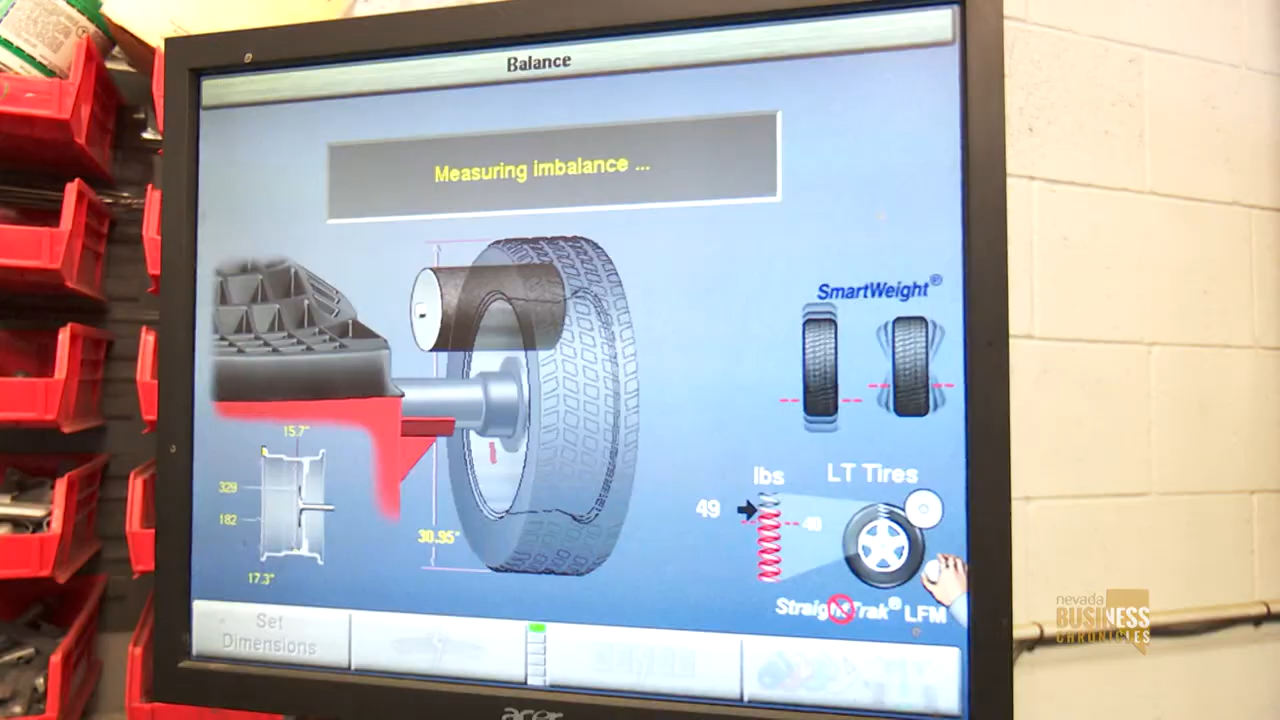 Balance
Measuring imbalance ...
SmartWeight®
15.7"
329
182
17.3"
30.95"
lbs
LT Tires
49
40
StraightTrak® LFM
Set
Dimensions
acer
nevada
BUSINESS
CHRONICLES